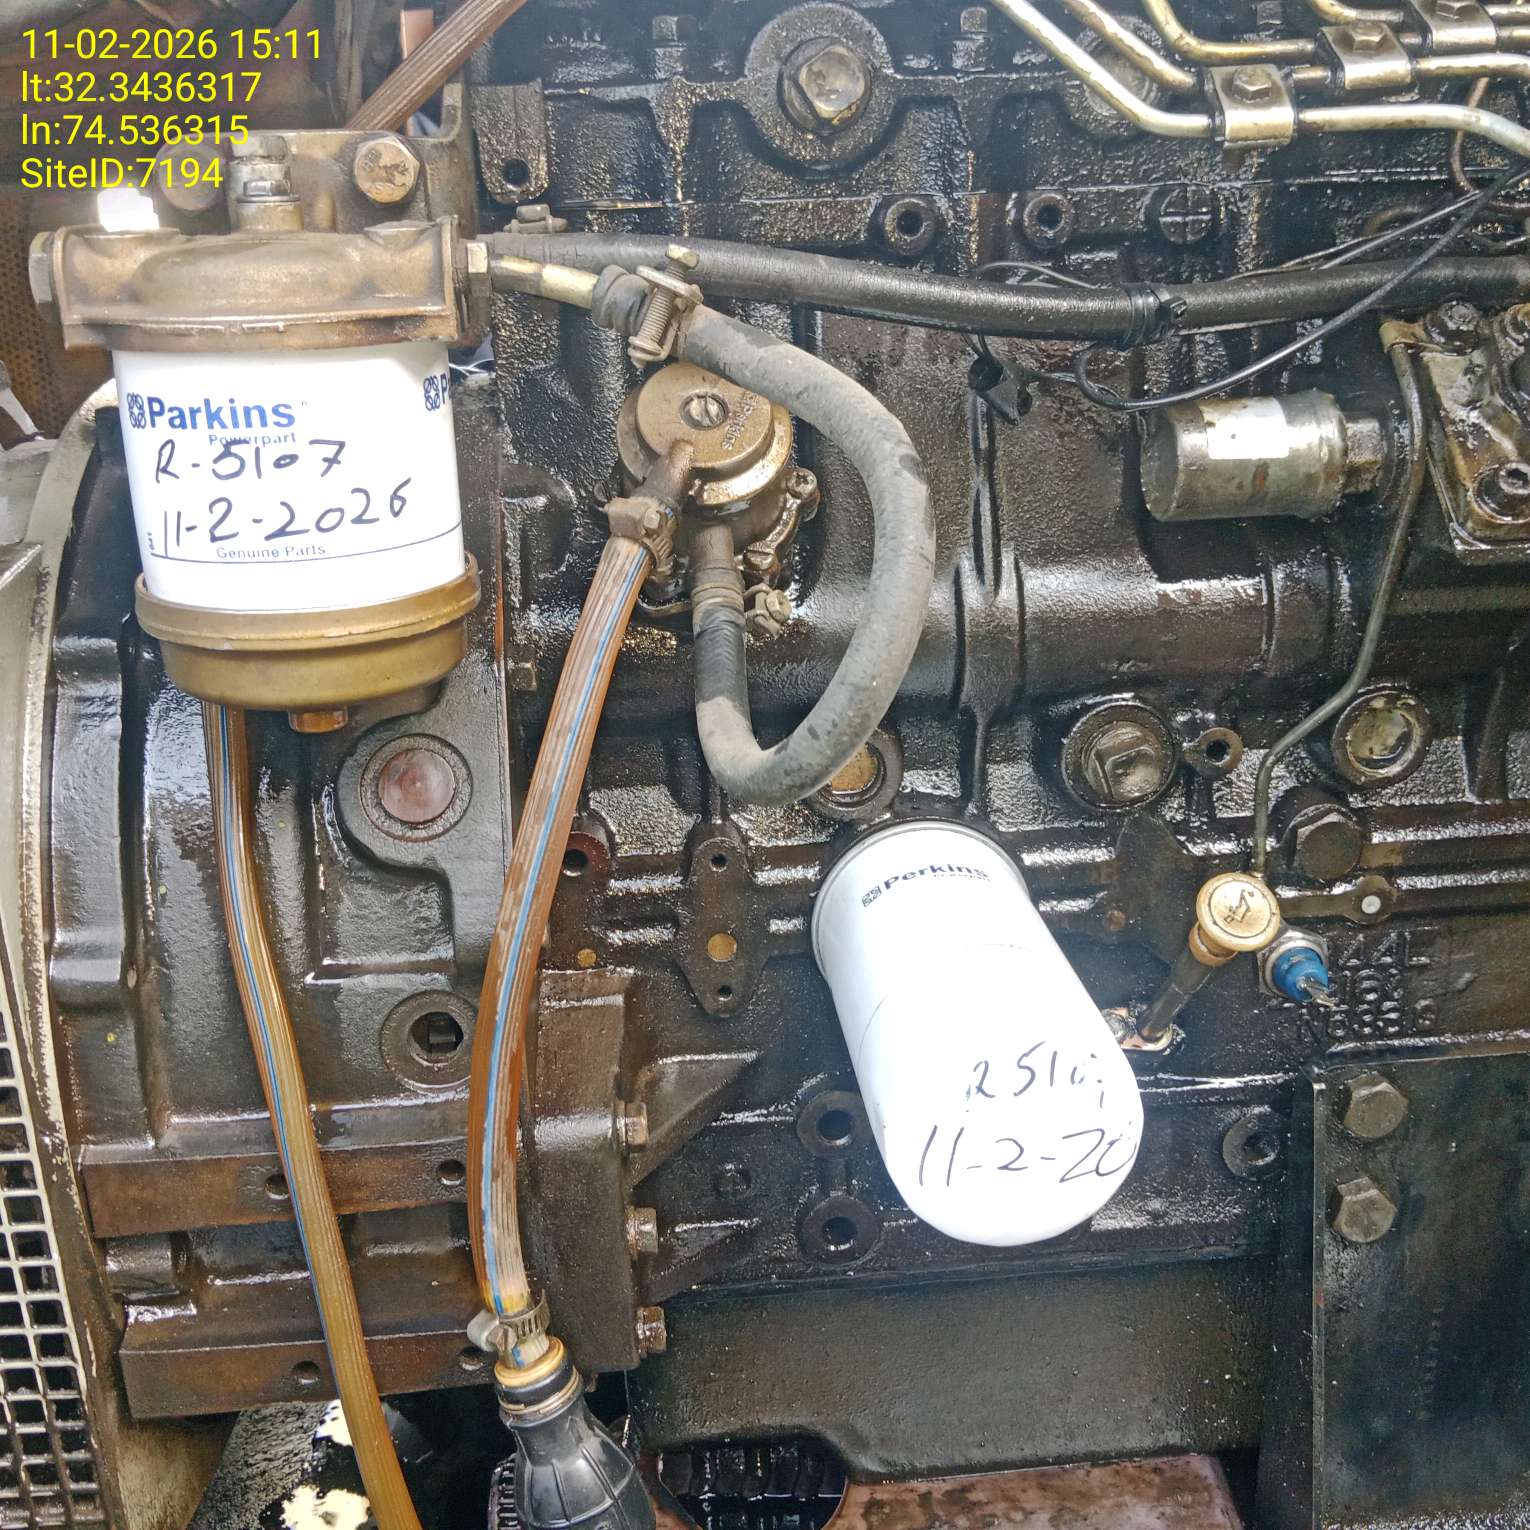 11-02-2026 15:11
lt:32.3436317
ln:74.536315
SiteID:7194
Parkins
Powerpart
R-5107
11-2-2026
Genuine Parts
Perkins
R 510
11-2-20